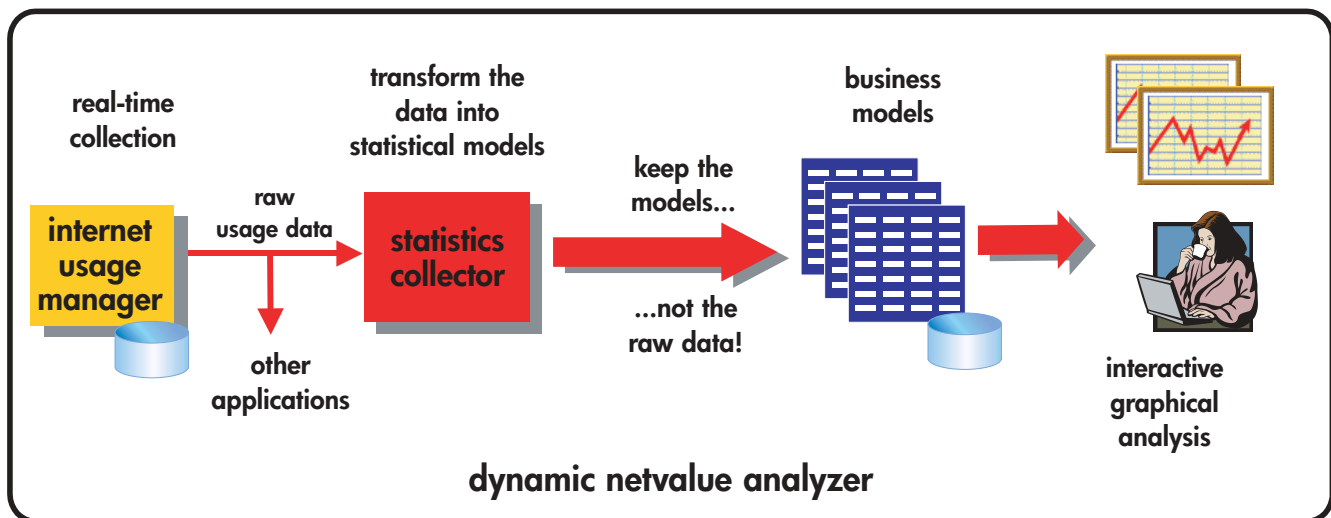 real-time
collection
internet
usage
manager
raw
usage data
other
applications
transform the
data into
statistical models
statistics
collector
keep the
models...
...not the
raw data!
business
models
interactive
graphical
analysis
dynamic netvalue analyzer